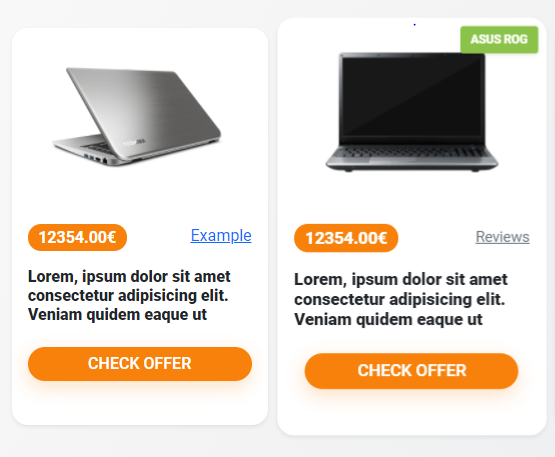 TOSHIBA
12354.00€
Example
Lorem, ipsum dolor sit amet
consectetur adipisicing elit.
Veniam quidem eaque ut
CHECK OFFER
ASUS ROG
12354.00€
Reviews
Lorem, ipsum dolor sit amet
consectetur adipisicing elit.
Veniam quidem eaque ut
CHECK OFFER